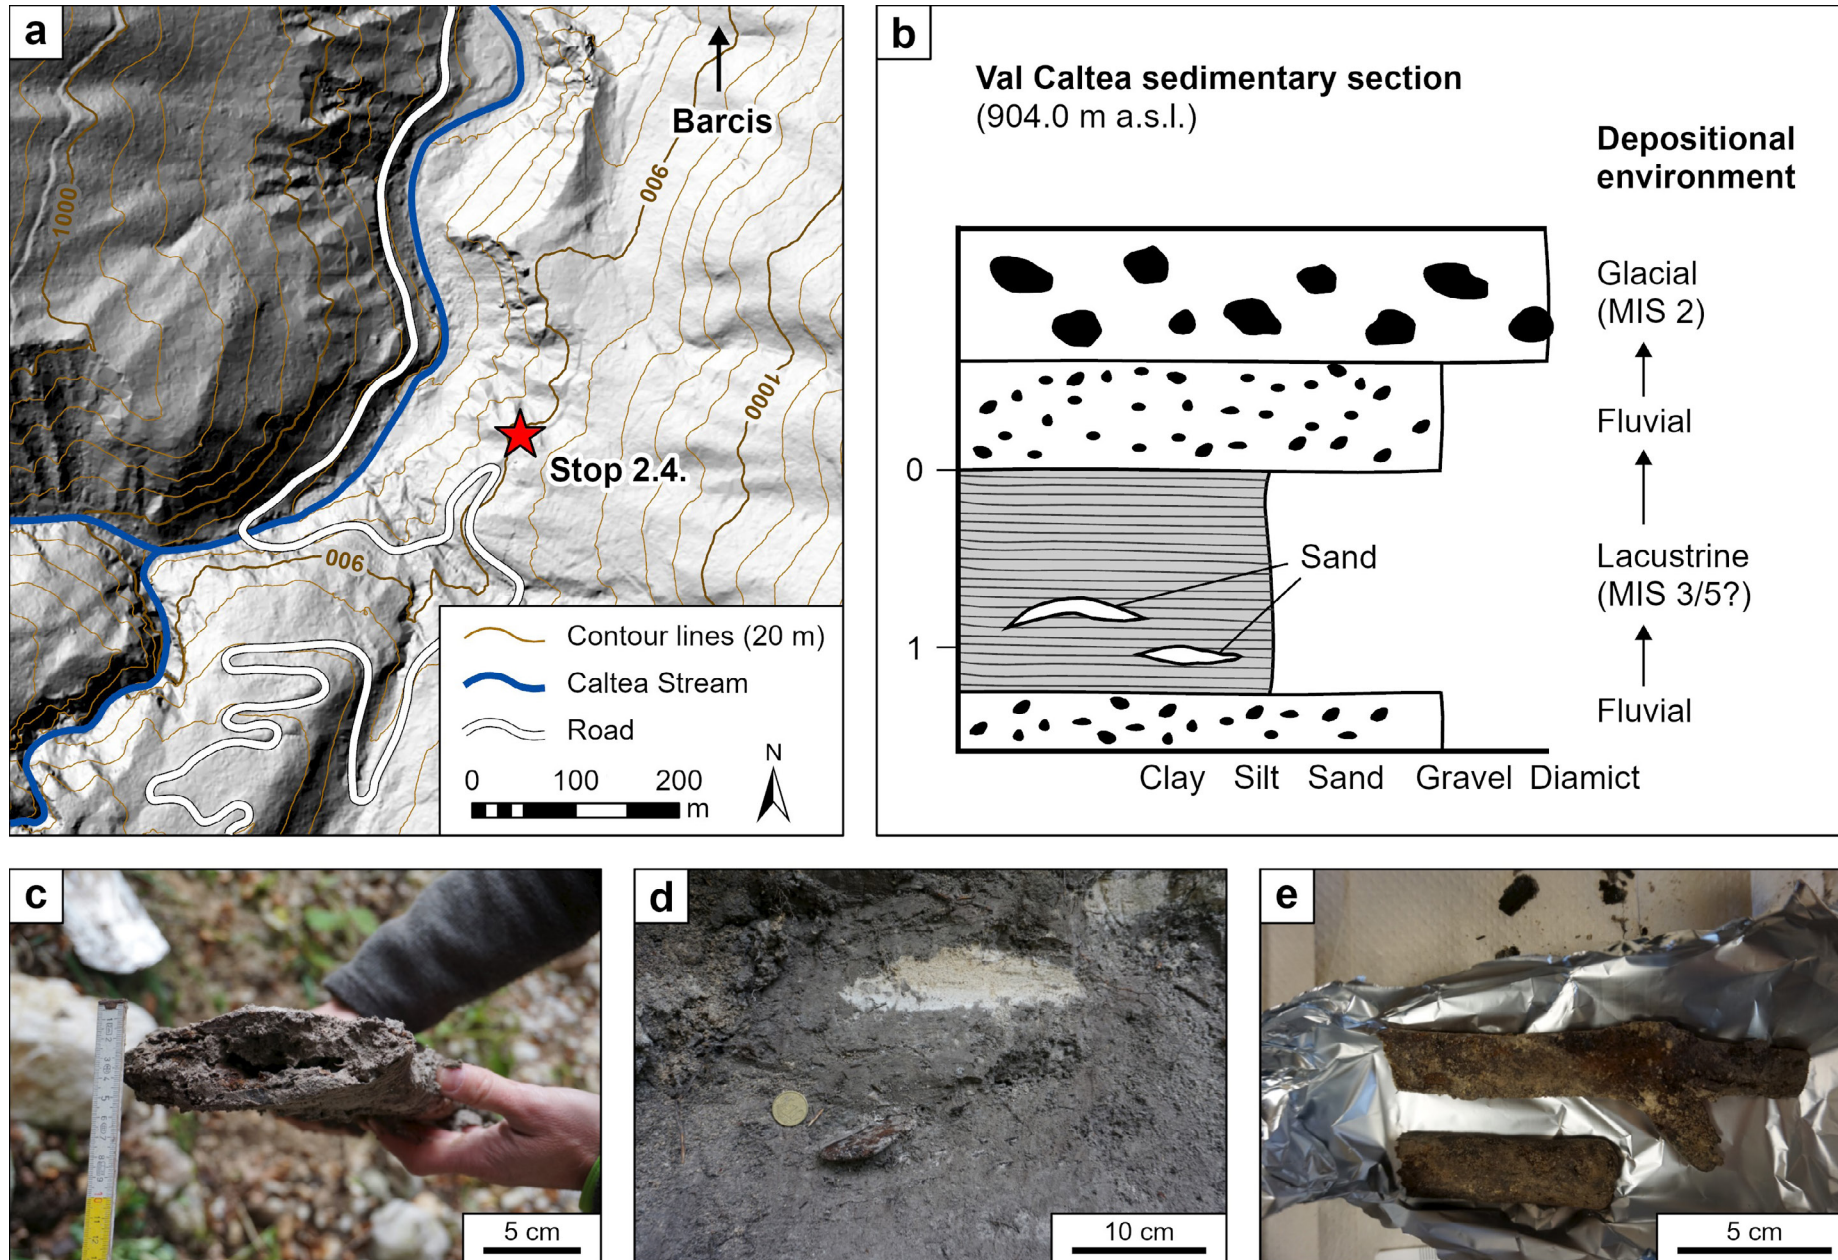 a
Barcis
900
1000
1000
Stop 2.4.
900
Contour lines (20 m)
Caltea Stream
Road
0 100 200
m
N
b
Val Caltea sedimentary section
(904.0 m a.s.l.)
Depositional
environment
Glacial
(MIS 2)
Fluvial
0
Sand
Lacustrine
(MIS 3/5?)
1
Fluvial
Clay Silt Sand Gravel Diamict
c
5 cm
d
10 cm
e
5 cm